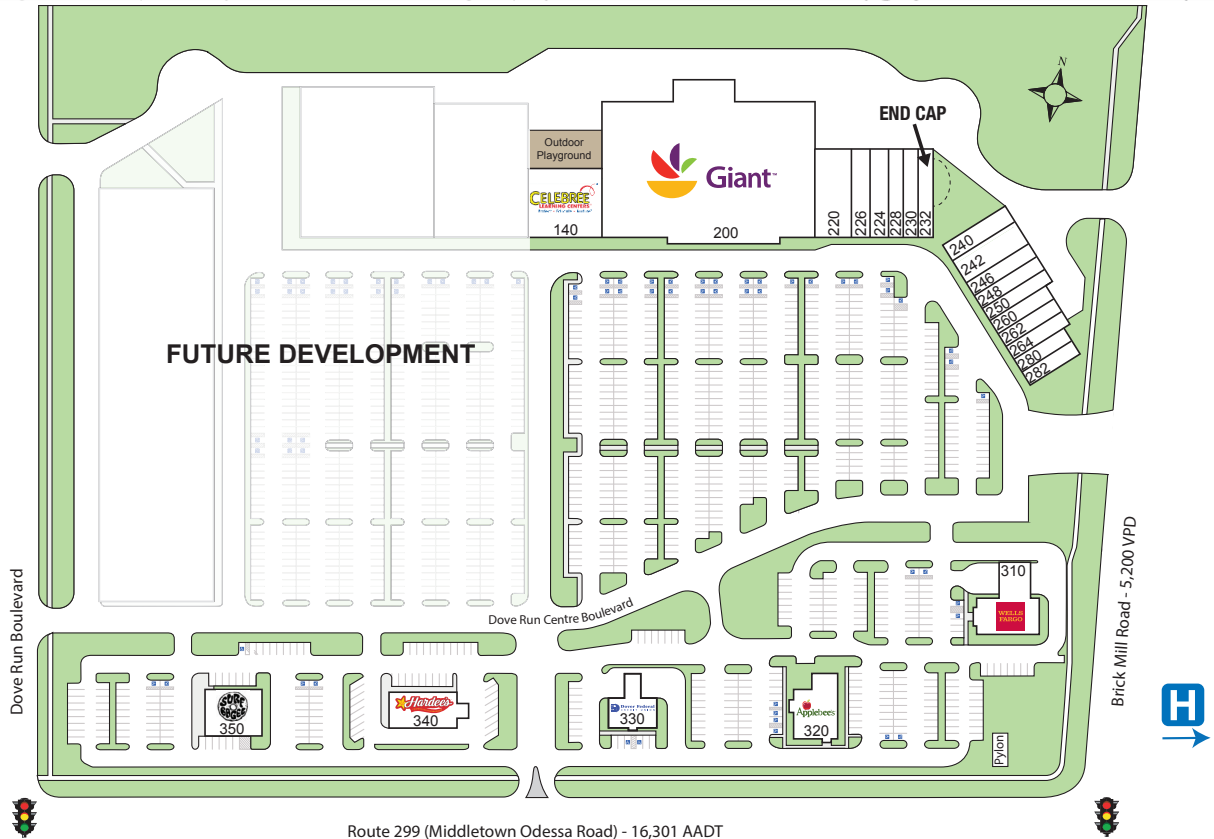 N
END CAP
Outdoor
Playground
Giant
CELEBREE
LEARNING CENTERS
140
200
220
226
224
228
230
232
240
242
246
248
250
260
262
264
280
282
FUTURE DEVELOPMENT
Dove Run Boulevard
Dove Run Centre Boulevard
Brick Mill Road - 5,200 VPD
310
WELLS
FARGO
H
350
Hardee's
340
Dover Federal
330
Applebee's
320
Pylon
Route 299 (Middletown Odessa Road) - 16,301 AADT